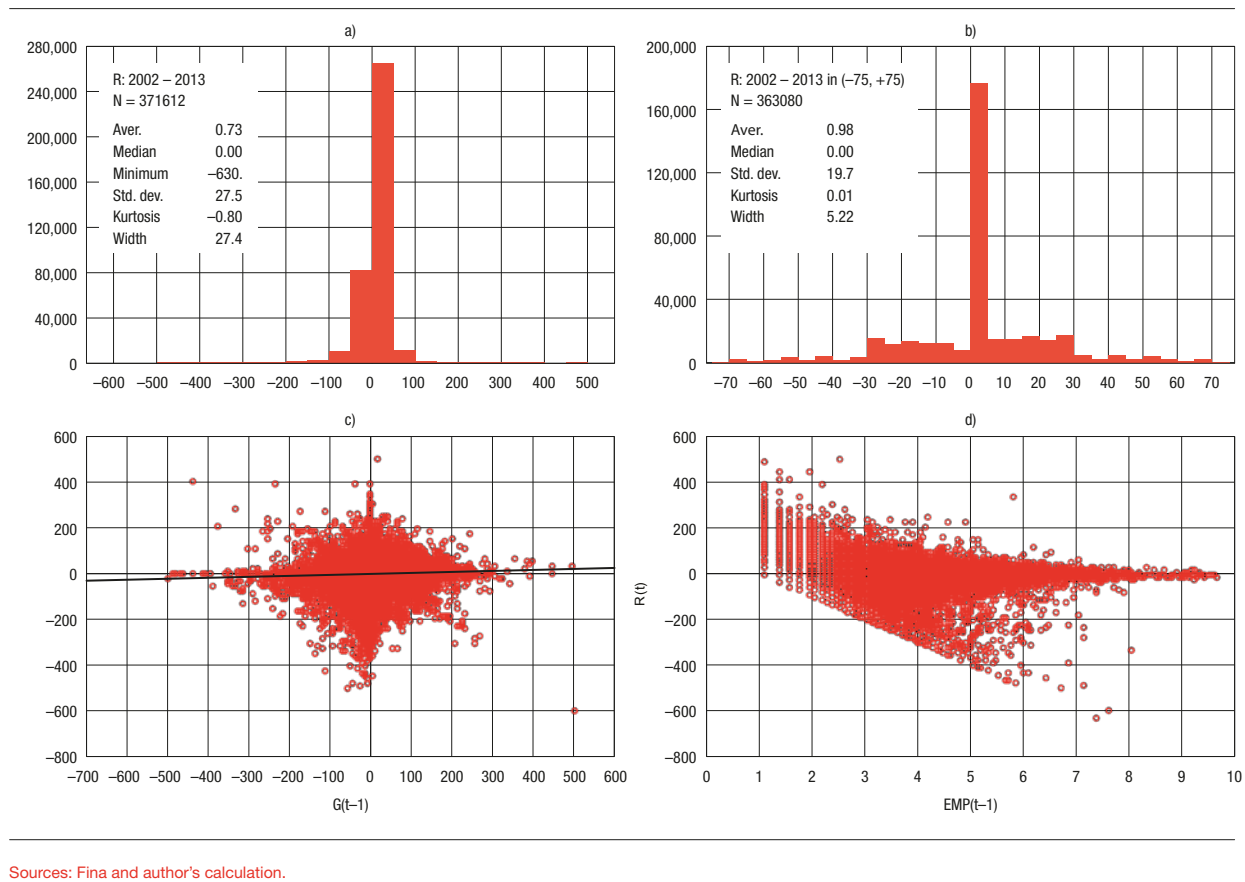 a)
280,000
240,000
200,000
160,000
120,000
80,000
40,000
0
R: 2002 – 2013
N = 371612
Aver. 0.73
Median 0.00
Minimum –630.
Std. dev. 27.5
Kurtosis –0.80
Width 27.4
–600 –500 –400 –300 –200 –100 0 100 200 300 400 500
b)
200,000
160,000
120,000
80,000
40,000
0
R: 2002 – 2013 in (–75, +75)
N = 363080
Aver. 0.98
Median 0.00
Std. dev. 19.7
Kurtosis 0.01
Width 5.22
–70 –60 –50 –40 –30 –20 –10 0 10 20 30 40 50 60 70
c)
600
400
200
0
–200
–400
–600
–800
–700 –600 –500 –400 –300 –200 –100 0 100 200 300 400 500 600
G(t–1)
d)
600
400
200
0
–200
–400
–600
–800
R (t)
0 1 2 3 4 5 6 7 8 9 10
EMP(t–1)
Sources: Fina and author's calculation.